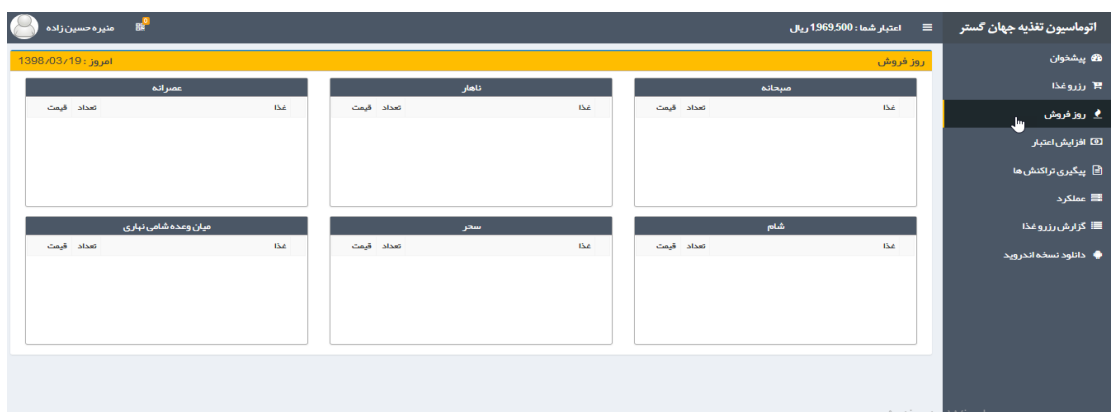 اتوماسیون تغذیه جهان گستر
اعتبار شما : 1,969,500 ریال
منیره حسین زاده
0
پیشخوان
رزرو غذا
روز فروش
افزایش اعتبار
پیگیری تراکنش ها
عملکرد
گزارش رزرو غذا
دانلود نسخه اندروید
روز فروش
امروز : 1398/03/19
صبحانه
غذا تعداد قیمت
ناهار
غذا تعداد قیمت
عصرانه
غذا تعداد قیمت
شام
غذا تعداد قیمت
سحر
غذا تعداد قیمت
میان وعده شامی نهاری
غذا تعداد قیمت